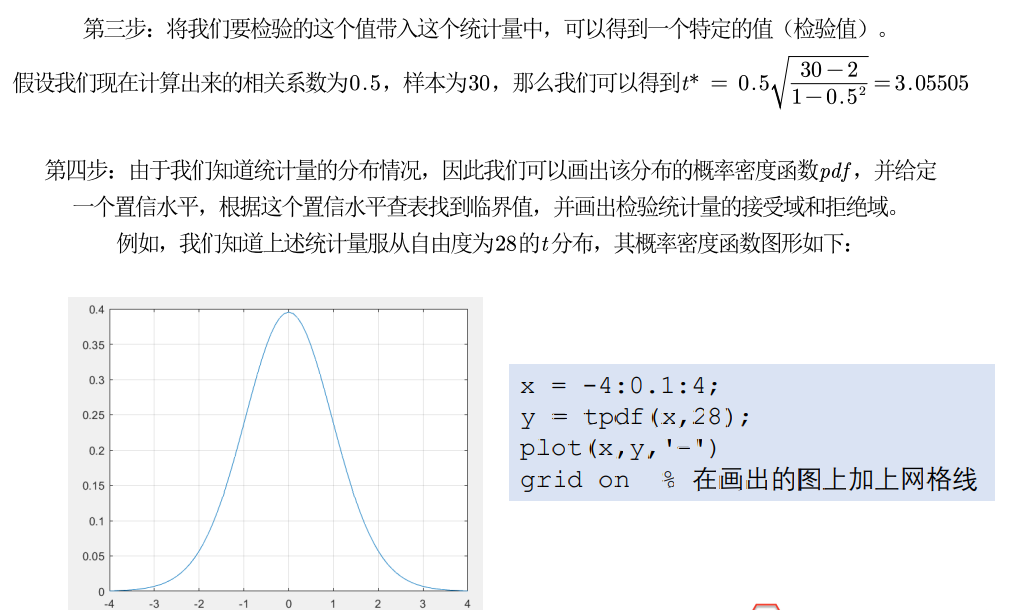 第三步：将我们要检验的这个值带入这个统计量中，可以得到一个特定的值（检验值）。
假设我们现在计算出来的相关系数为0.5，样本为30，那么我们可以得到t* = 0.5√((30−2)/(1−0.5²)) = 3.05505
第四步：由于我们知道统计量的分布情况，因此我们可以画出该分布的概率密度函数pdf，并给定
一个置信水平，根据这个置信水平查表找到临界值，并画出检验统计量的接受域和拒绝域。
例如，我们知道上述统计量服从自由度为28的t分布，其概率密度函数图形如下：
0.4
0.35
0.3
0.25
0.2
0.15
0.1
0.05
0
-4 -3 -2 -1 0 1 2 3 4
x = -4:0.1:4;
y = tpdf(x,28);
plot(x,y,'-')
grid on % 在画出的图上加上网格线